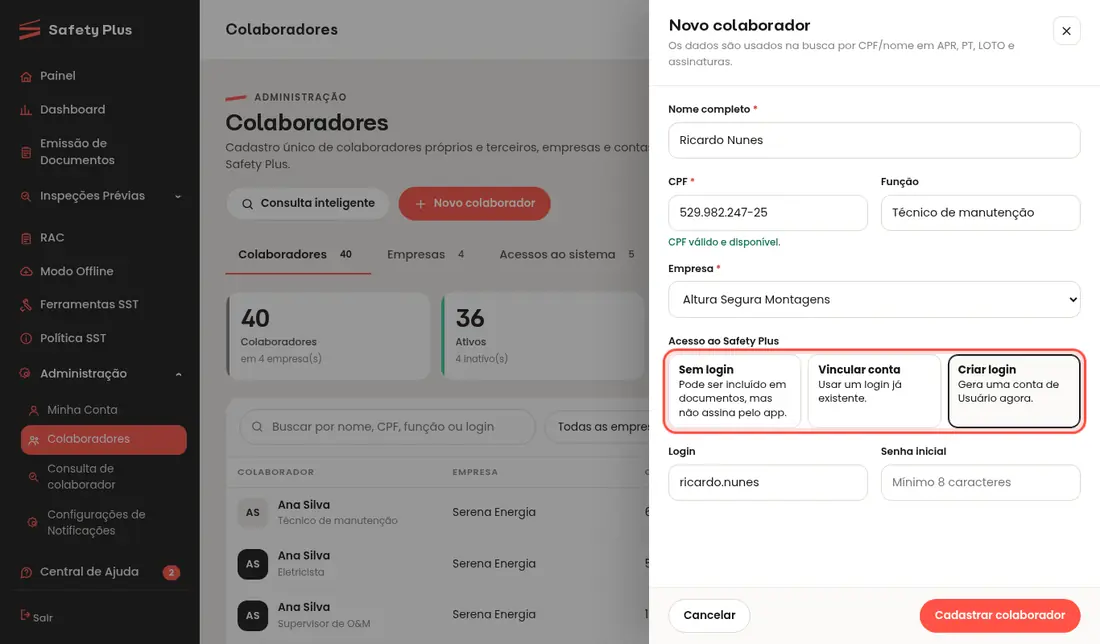 Safety Plus
Painel
Dashboard
Emissão de
Documentos
Inspeções Prévias
RAC
Modo Offline
Ferramentas SST
Política SST
Administração
Minha Conta
Colaboradores
Consulta de
colaborador
Configurações de
Notificações
Central de Ajuda 2
Sair
Colaboradores
ADMINISTRAÇÃO
Colaboradores
Cadastro único de colaboradores próprios e terceiros, empresas e
Safety Plus.
Consulta inteligente
+ Novo colaborador
Colaboradores 40 Empresas 4 Acessos ao sistema 5
40
Colaboradores
em 4 empresa(s)
36
Ativos
4 inativo(s)
Buscar por nome, CPF, função ou login
Todas as
COLABORADOR EMPRESA
AS Ana Silva
Técnico de manutenção
Serena Energia
AS Ana Silva
Eletricista
Serena Energia
AS Ana Silva
Supervisor de O&M
Serena Energia
Novo colaborador
Os dados são usados na busca por CPF/nome em APR, PT, LOTO e
assinaturas.
Nome completo *
Ricardo Nunes
CPF * Função
529.982.247-25 Técnico de manutenção
CPF válido e disponível.
Empresa *
Altura Segura Montagens
Acesso ao Safety Plus
Sem login
Pode ser incluído em
documentos, mas
não assina pelo app.
Vincular conta
Usar um login já
existente.
Criar login
Gera uma conta de
Usuário agora.
Login Senha inicial
ricardo.nunes Mínimo 8 caracteres
Cancelar Cadastrar colaborador